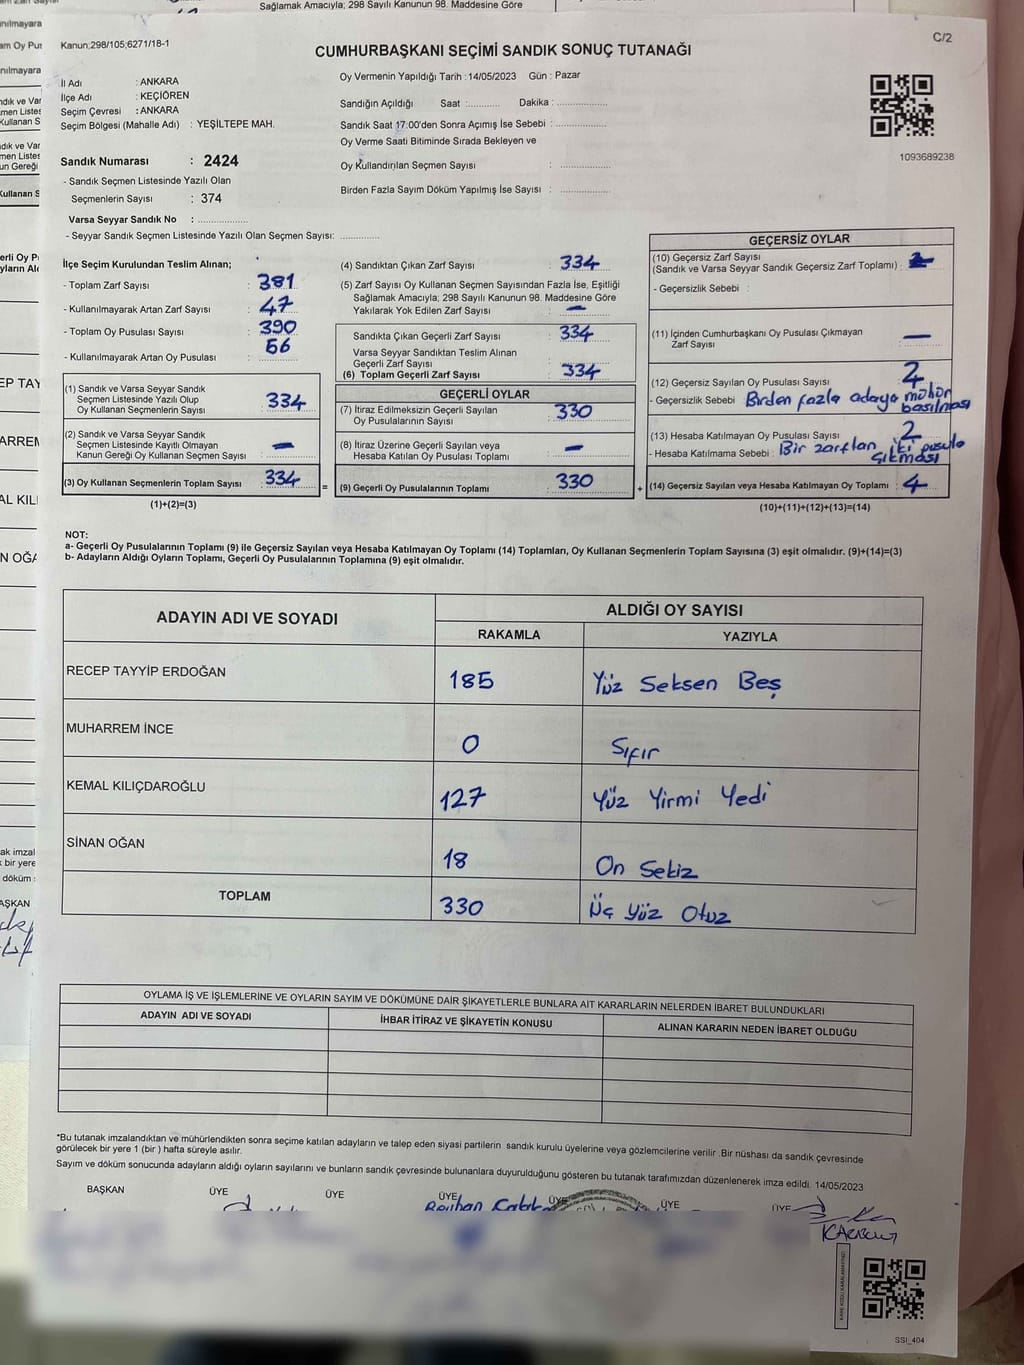 Sağlamak Amacıyla; 298 Sayılı Kanunun 98. Maddesine Göre
Kanun;298/105;6271/18-1
C/2
CUMHURBAŞKANI SEÇİMİ SANDIK SONUÇ TUTANAĞI
İl Adı : ANKARA
İlçe Adı : KEÇİÖREN
Seçim Çevresi : ANKARA
Seçim Bölgesi (Mahalle Adı) : YEŞİLTEPE MAH.
Sandık Numarası : 2424
- Sandık Seçmen Listesinde Yazılı Olan
Seçmenlerin Sayısı : 374
Varsa Seyyar Sandık No : ..............
- Seyyar Sandık Seçmen Listesinde Yazılı Olan Seçmen Sayısı: ..............
Oy Vermenin Yapıldığı Tarih : 14/05/2023 Gün : Pazar
Sandığın Açıldığı Saat :.......... Dakika : ................
Sandık Saat 17:00'den Sonra Açımış İse Sebebi : ................
Oy Verme Saati Bitiminde Sırada Bekleyen ve
Oy Kullandırılan Seçmen Sayısı : ................
Birden Fazla Sayım Döküm Yapılmış İse Sayısı : ................
1093689238
İlçe Seçim Kurulundan Teslim Alınan;
- Toplam Zarf Sayısı : 381
- Kullanılmayarak Artan Zarf Sayısı : 47
- Toplam Oy Pusulası Sayısı : 390
- Kullanılmayarak Artan Oy Pusulası : 56
(1) Sandık ve Varsa Seyyar Sandık
Seçmen Listesinde Yazılı Olup
Oy Kullanan Seçmenlerin Sayısı : 334
(2) Sandık ve Varsa Seyyar Sandık
Seçmen Listesinde Kayıtlı Olmayan
Kanun Gereği Oy Kullanan Seçmen Sayısı : —
(3) Oy Kullanan Seçmenlerin Toplam Sayısı : 334 =
(1)+(2)=(3)
(4) Sandıktan Çıkan Zarf Sayısı : 334
(5) Zarf Sayısı Oy Kullanan Seçmen Sayısından Fazla İse, Eşitliği
Sağlamak Amacıyla; 298 Sayılı Kanunun 98. Maddesine Göre
Yakılarak Yok Edilen Zarf Sayısı : —
Sandıkta Çıkan Geçerli Zarf Sayısı : 334
Varsa Seyyar Sandıktan Teslim Alınan
Geçerli Zarf Sayısı
(6) Toplam Geçerli Zarf Sayısı : 334
GEÇERLİ OYLAR
(7) İtiraz Edilmeksizin Geçerli Sayılan
Oy Pusulalarının Sayısı : 330
(8) İtiraz Üzerine Geçerli Sayılan veya
Hesaba Katılan Oy Pusulaları Toplamı : —
(9) Geçerli Oy Pusulalarının Toplamı : 330 +
GEÇERSİZ OYLAR
(10) Geçersiz Zarf Sayısı
(Sandık ve Varsa Seyyar Sandık Geçersiz Zarf Toplamı) :
- Geçersizlik Sebebi :
(11) İçinden Cumhurbaşkanı Oy Pusulası Çıkmayan
Zarf Sayısı : —
(12) Geçersiz Sayılan Oy Pusulası Sayısı : 2
- Geçersizlik Sebebi : Birden fazla adaya mühür
basılması
(13) Hesaba Katılmayan Oy Pusulası Sayısı : 2
- Hesaba Katılmama Sebebi : Bir zarftan iki pusula
çıkması
(14) Geçersiz Sayılan veya Hesaba Katılmayan Oy Toplamı : 4
(10)+(11)+(12)+(13)=(14)
NOT:
a- Geçerli Oy Pusulalarının Toplamı (9) ile Geçersiz Sayılan veya Hesaba Katılmayan Oy Toplamı (14) Toplamları, Oy Kullanan Seçmenlerin Toplam Sayısına (3) eşit olmalıdır. (9)+(14)=(3)
b- Adayların Aldığı Oyların Toplamı, Geçerli Oy Pusulalarının Toplamına (9) eşit olmalıdır.
ADAYIN ADI VE SOYADI
ALDIĞI OY SAYISI
RAKAMLA YAZIYLA
RECEP TAYYİP ERDOĞAN 185 Yüz Seksen Beş
MUHARREM İNCE 0 Sıfır
KEMAL KILIÇDAROĞLU 127 Yüz Yirmi Yedi
SİNAN OĞAN 18 On Sekiz
TOPLAM 330 Üç Yüz Otuz
OYLAMA İŞ VE İŞLEMLERİNE VE OYLARIN SAYIM VE DÖKÜMÜNE DAİR ŞİKAYETLERLE BUNLARA AİT KARARLARIN NELERDEN İBARET BULUNDUKLARI
ADAYIN ADI VE SOYADI İHBAR İTİRAZ VE ŞİKAYETİN KONUSU ALINAN KARARIN NEDEN İBARET OLDUĞU
*Bu tutanak imzalandıktan ve mühürlendikten sonra seçime katılan adayların ve talep eden siyasi partilerin sandık kurulu üyelerine veya gözlemcilerine verilir .Bir nüshası da sandık çevresinde
görülecek bir yere 1 (bir ) hafta süreyle asılır.
Sayım ve döküm sonucunda adayların aldığı oyların sayılarını ve bunların sandık çevresinde bulunanlara duyurulduğunu gösteren bu tutanak tarafımızdan düzenlenerek imza edildi. 14/05/2023
BAŞKAN ÜYE ÜYE ÜYE ÜYE ÜYE ÜYE
SSI_404